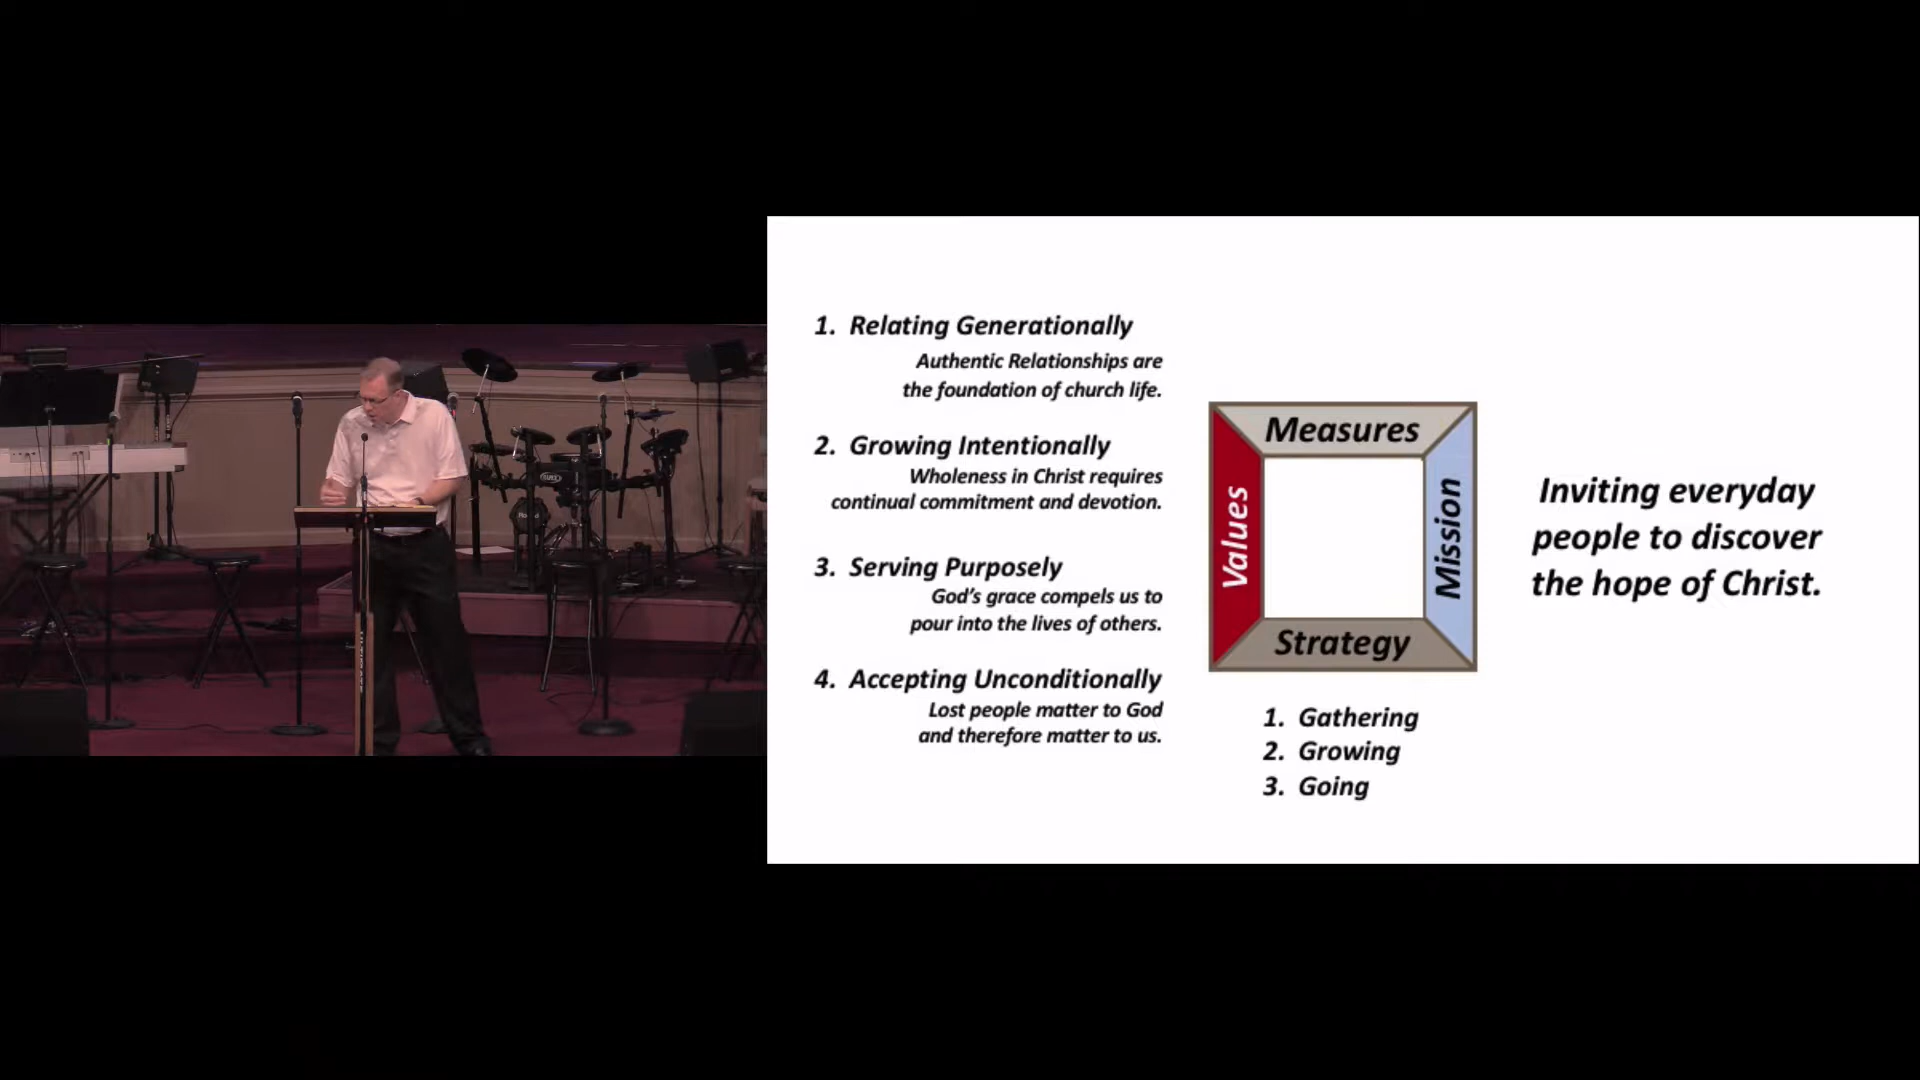 1. Relating Generationally
Authentic Relationships are
the foundation of church life.
2. Growing Intentionally
Wholeness in Christ requires
continual commitment and devotion.
3. Serving Purposely
God's grace compels us to
pour into the lives of others.
4. Accepting Unconditionally
Lost people matter to God
and therefore matter to us.
Measures
Values
Mission
Strategy
1. Gathering
2. Growing
3. Going
Inviting everyday
people to discover
the hope of Christ.